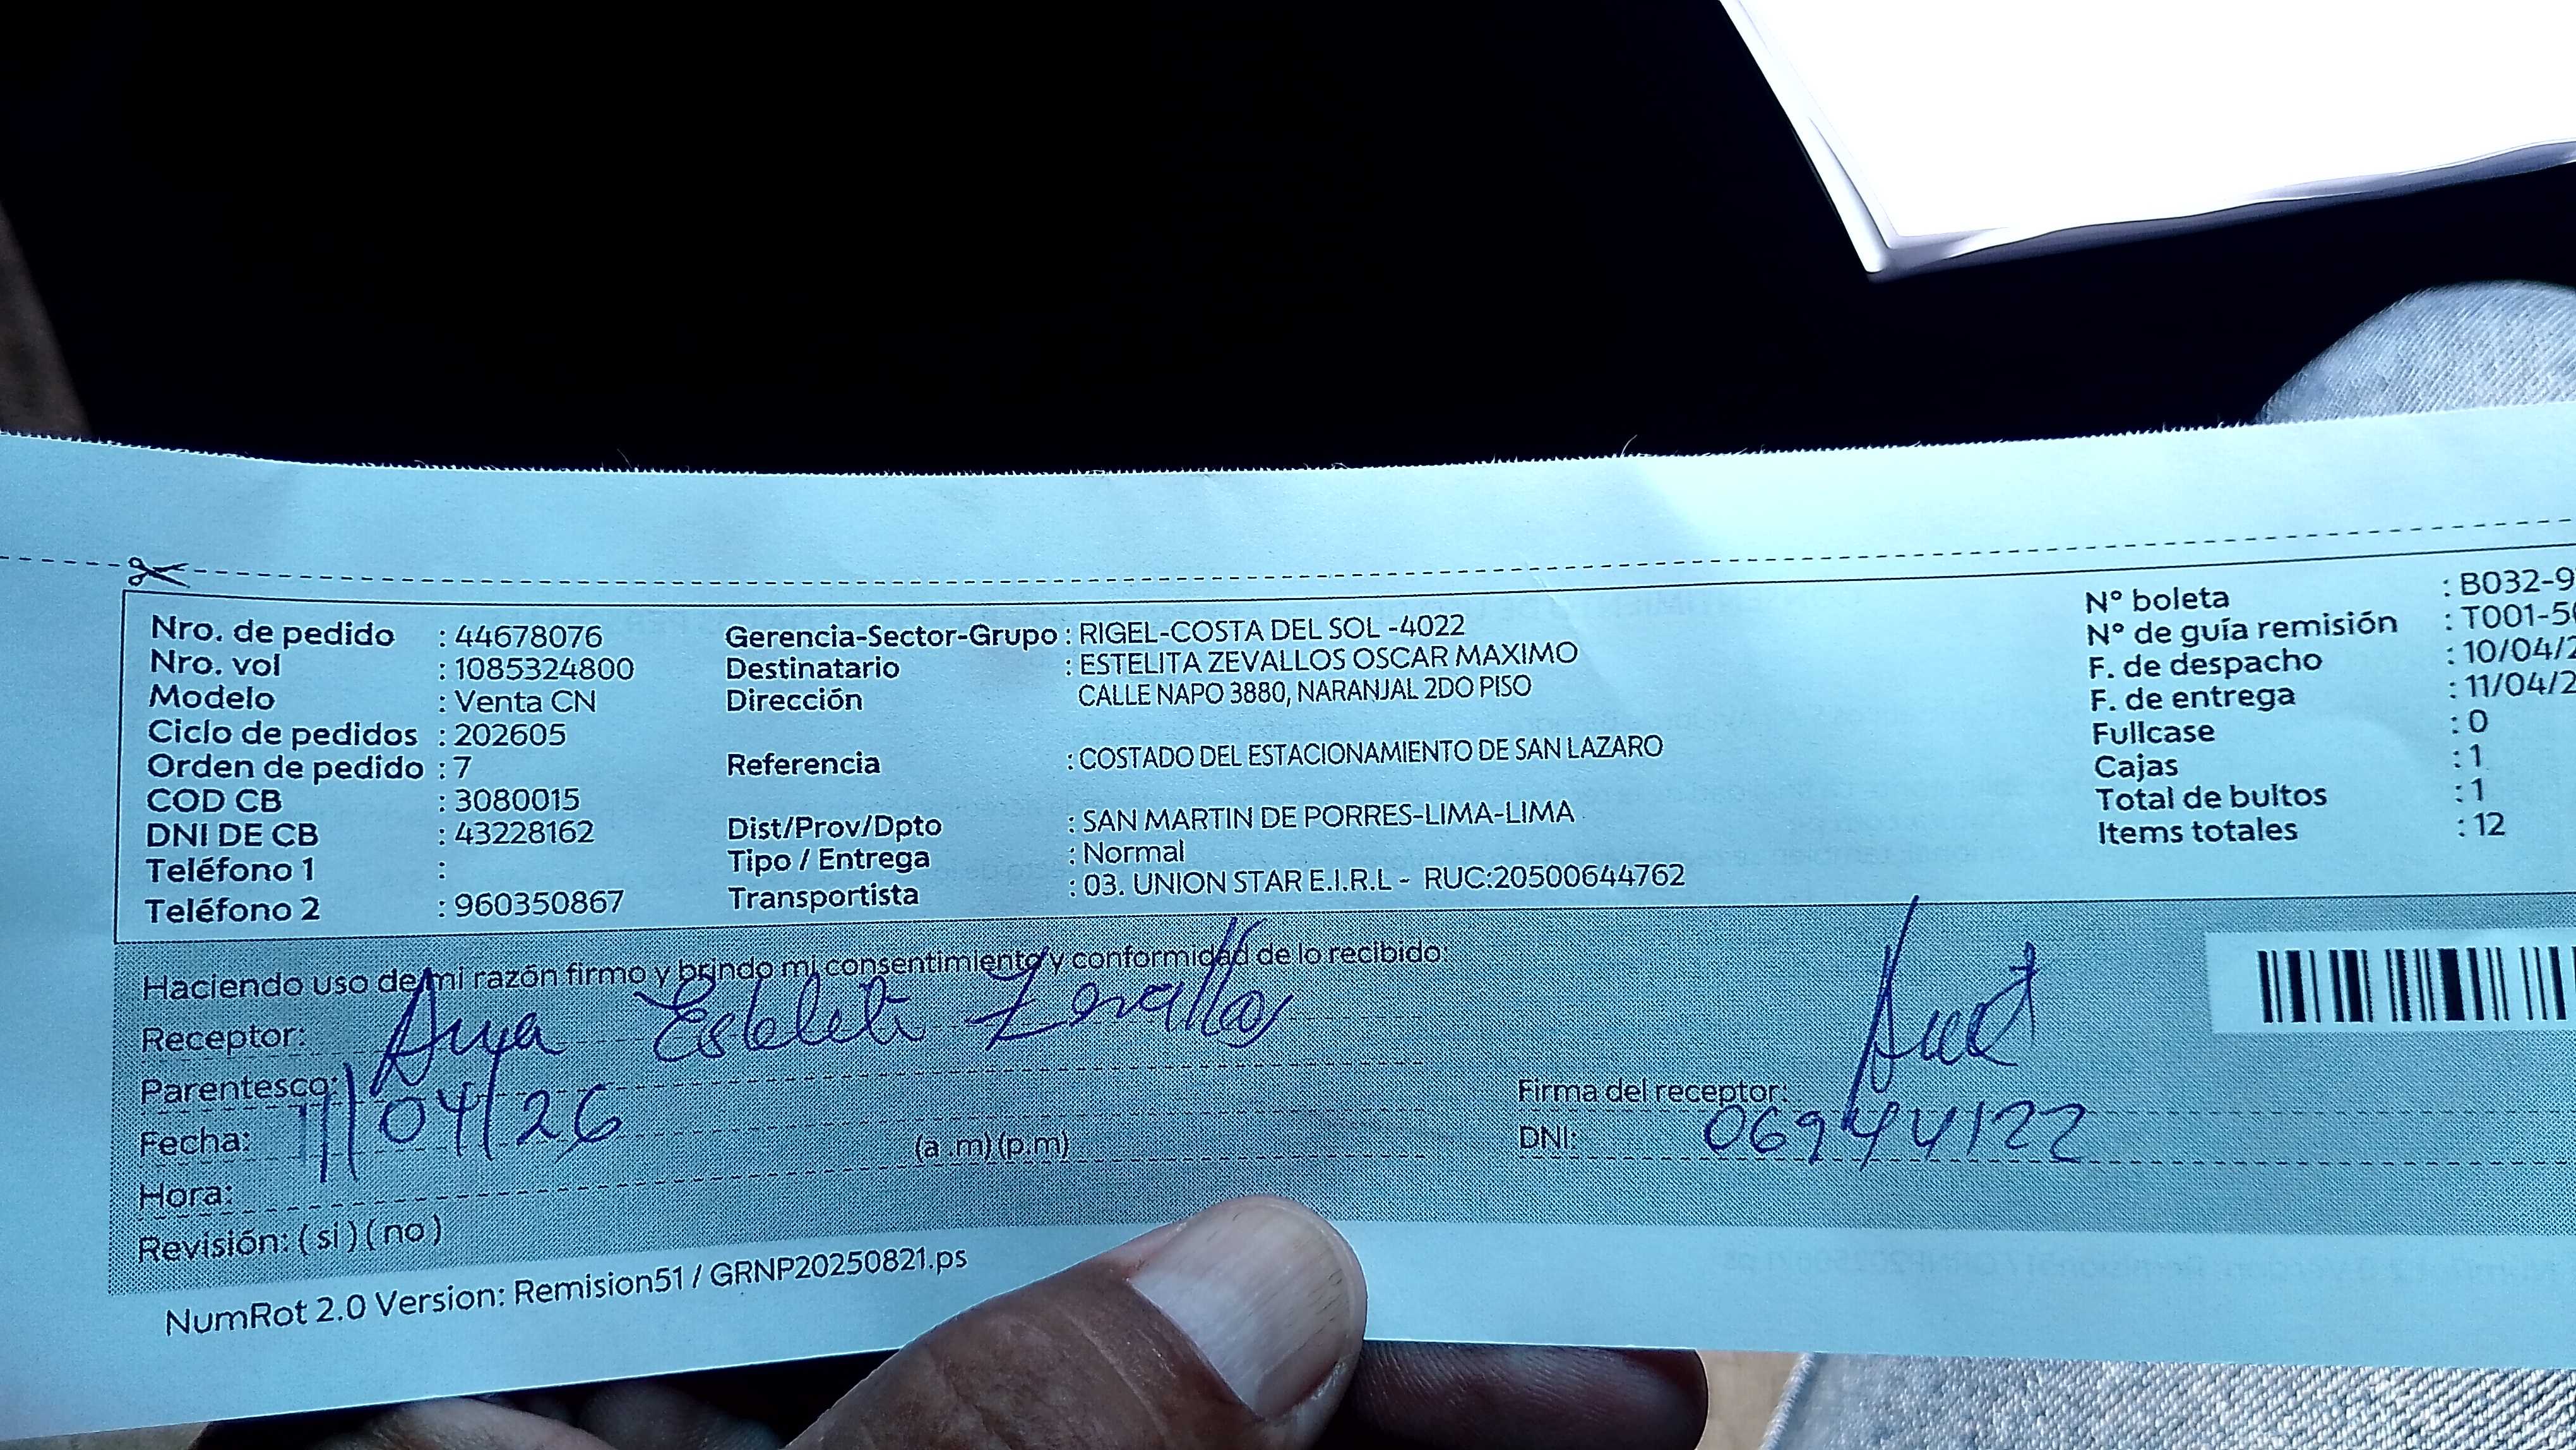 Nro. de pedido : 44678076
Nro. vol : 1085324800
Modelo : Venta CN
Ciclo de pedidos : 202605
Orden de pedido : 7
COD CB : 3080015
DNI DE CB : 43228162
Teléfono 1 :
Teléfono 2 : 960350867
Gerencia-Sector-Grupo : RIGEL-COSTA DEL SOL -4022
Destinatario : ESTELITA ZEVALLOS OSCAR MAXIMO
Dirección CALLE NAPO 3880, NARANJAL 2DO PISO
Referencia : COSTADO DEL ESTACIONAMIENTO DE SAN LAZARO
Dist/Prov/Dpto : SAN MARTIN DE PORRES-LIMA-LIMA
Tipo / Entrega : Normal
Transportista : 03. UNION STAR E.I.R.L - RUC:20500644762
N° boleta : B032-9
N° de guía remisión : T001-5
F. de despacho : 10/04/2
F. de entrega : 11/04/2
Fullcase : 0
Cajas : 1
Total de bultos : 1
Items totales : 12
Haciendo uso de mi razón firmo y brindo mi consentimiento y conformidad de lo recibido:
Receptor: Estelita Zevallos
Parentesco:
Fecha: 11/04/26
Hora: (a .m) (p.m)
Revisión: ( si ) ( no )
Firma del receptor:
DNI: 06944122
NumRot 2.0 Version: Remision51 / GRNP20250821.ps